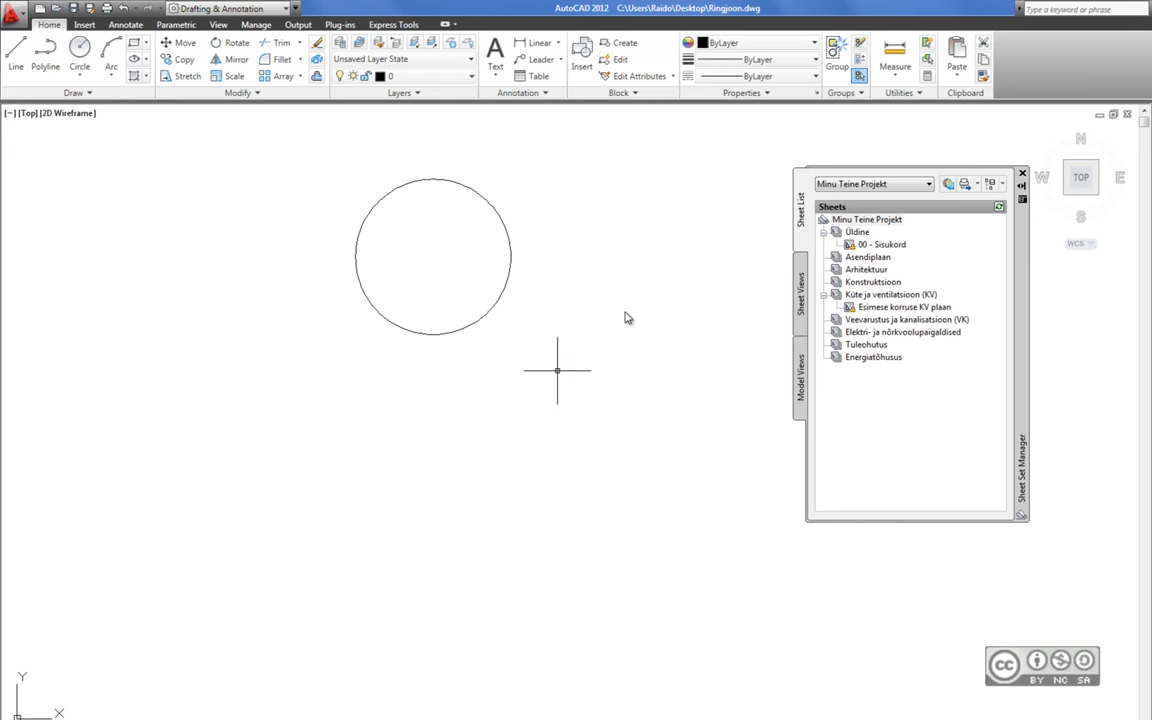 Drafting & Annotation
AutoCAD 2012 C:\Users\Raido\Desktop\Ringjoon.dwg
Type a keyword or phrase
Home Insert Annotate Parametric View Manage Output Plug-ins Express Tools
Line Polyline Circle Arc
Move Rotate Trim
Copy Mirror Fillet
Stretch Scale Array
Unsaved Layer State
0
Text
Linear
Leader
Table
Insert
Create
Edit
Edit Attributes
ByLayer
ByLayer
ByLayer
Group
Measure
Paste
Draw Modify Layers Annotation Block Properties Groups Utilities Clipboard
[−] [Top] [2D Wireframe]
N
W TOP E
S
WCS
Minu Teine Projekt
Sheet List
Sheet Views
Model Views
Sheets
Minu Teine Projekt
Üldine
00 - Sisukord
Asendiplaan
Arhitektuur
Konstruktsioon
Küte ja ventilatsioon (KV)
Esimese korruse KV plaan
Veevarustus ja kanalisatsioon (VK)
Elektri- ja nõrkvoolupaigaldised
Tuleohutus
Energiatõhusus
Sheet Set Manager
Y
X
cc
BY NC SA